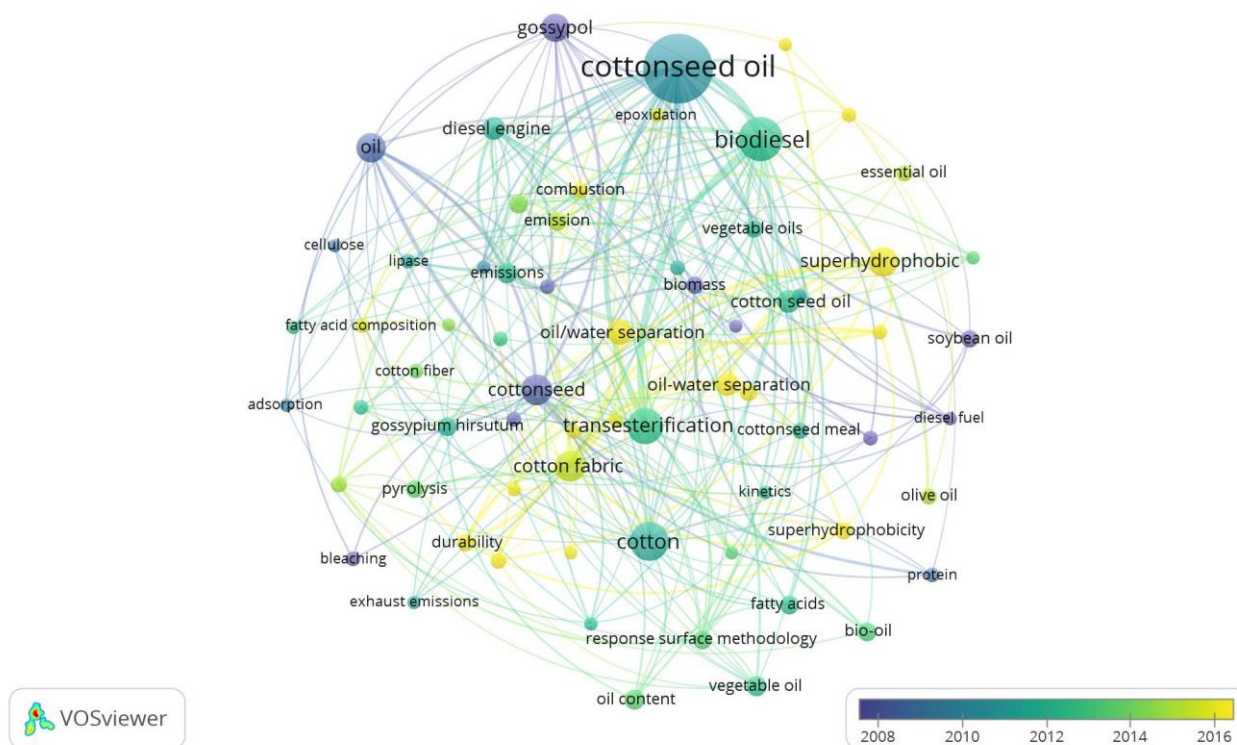 gossypol
cottonseed oil
epoxidation
diesel engine
biodiesel
oil
essential oil
combustion
emission
vegetable oils
cellulose
lipase
emissions
superhydrophobic
biomass
cotton seed oil
fatty acid composition
oil/water separation
soybean oil
cotton fiber
cottonseed
oil-water separation
adsorption
gossypium hirsutum
transesterification
cottonseed meal
diesel fuel
cotton fabric
pyrolysis
kinetics
olive oil
durability
cotton
superhydrophobicity
bleaching
protein
exhaust emissions
fatty acids
response surface methodology
bio-oil
oil content
vegetable oil
VOSviewer
2008 2010 2012 2014 2016